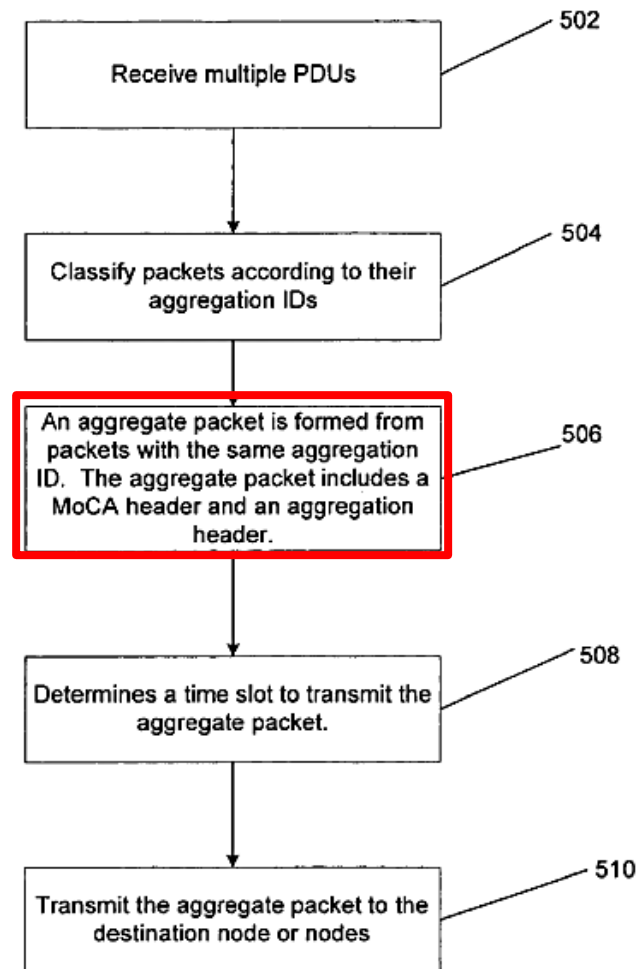 502
Receive multiple PDUs
504
Classify packets according to their
aggregation IDs
An aggregate packet is formed from
packets with the same aggregation
ID. The aggregate packet includes a
MoCA header and an aggregation
header.
506
508
Determines a time slot to transmit the
aggregate packet.
510
Transmit the aggregate packet to the
destination node or nodes